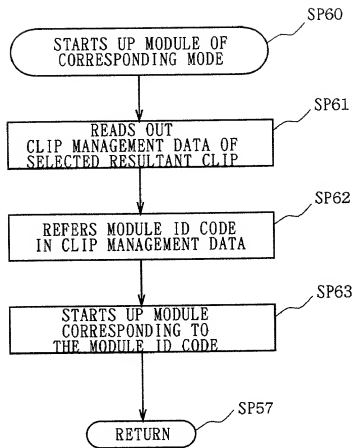 SP60
STARTS UP MODULE OF
CORRESPONDING MODE
SP61
READS OUT
CLIP MANAGEMENT DATA OF
SELECTED RESULTANT CLIP
SP62
REFERS MODULE ID CODE
IN CLIP MANAGEMENT DATA
SP63
STARTS UP MODULE
CORRESPONDING TO
THE MODULE ID CODE
SP57
RETURN